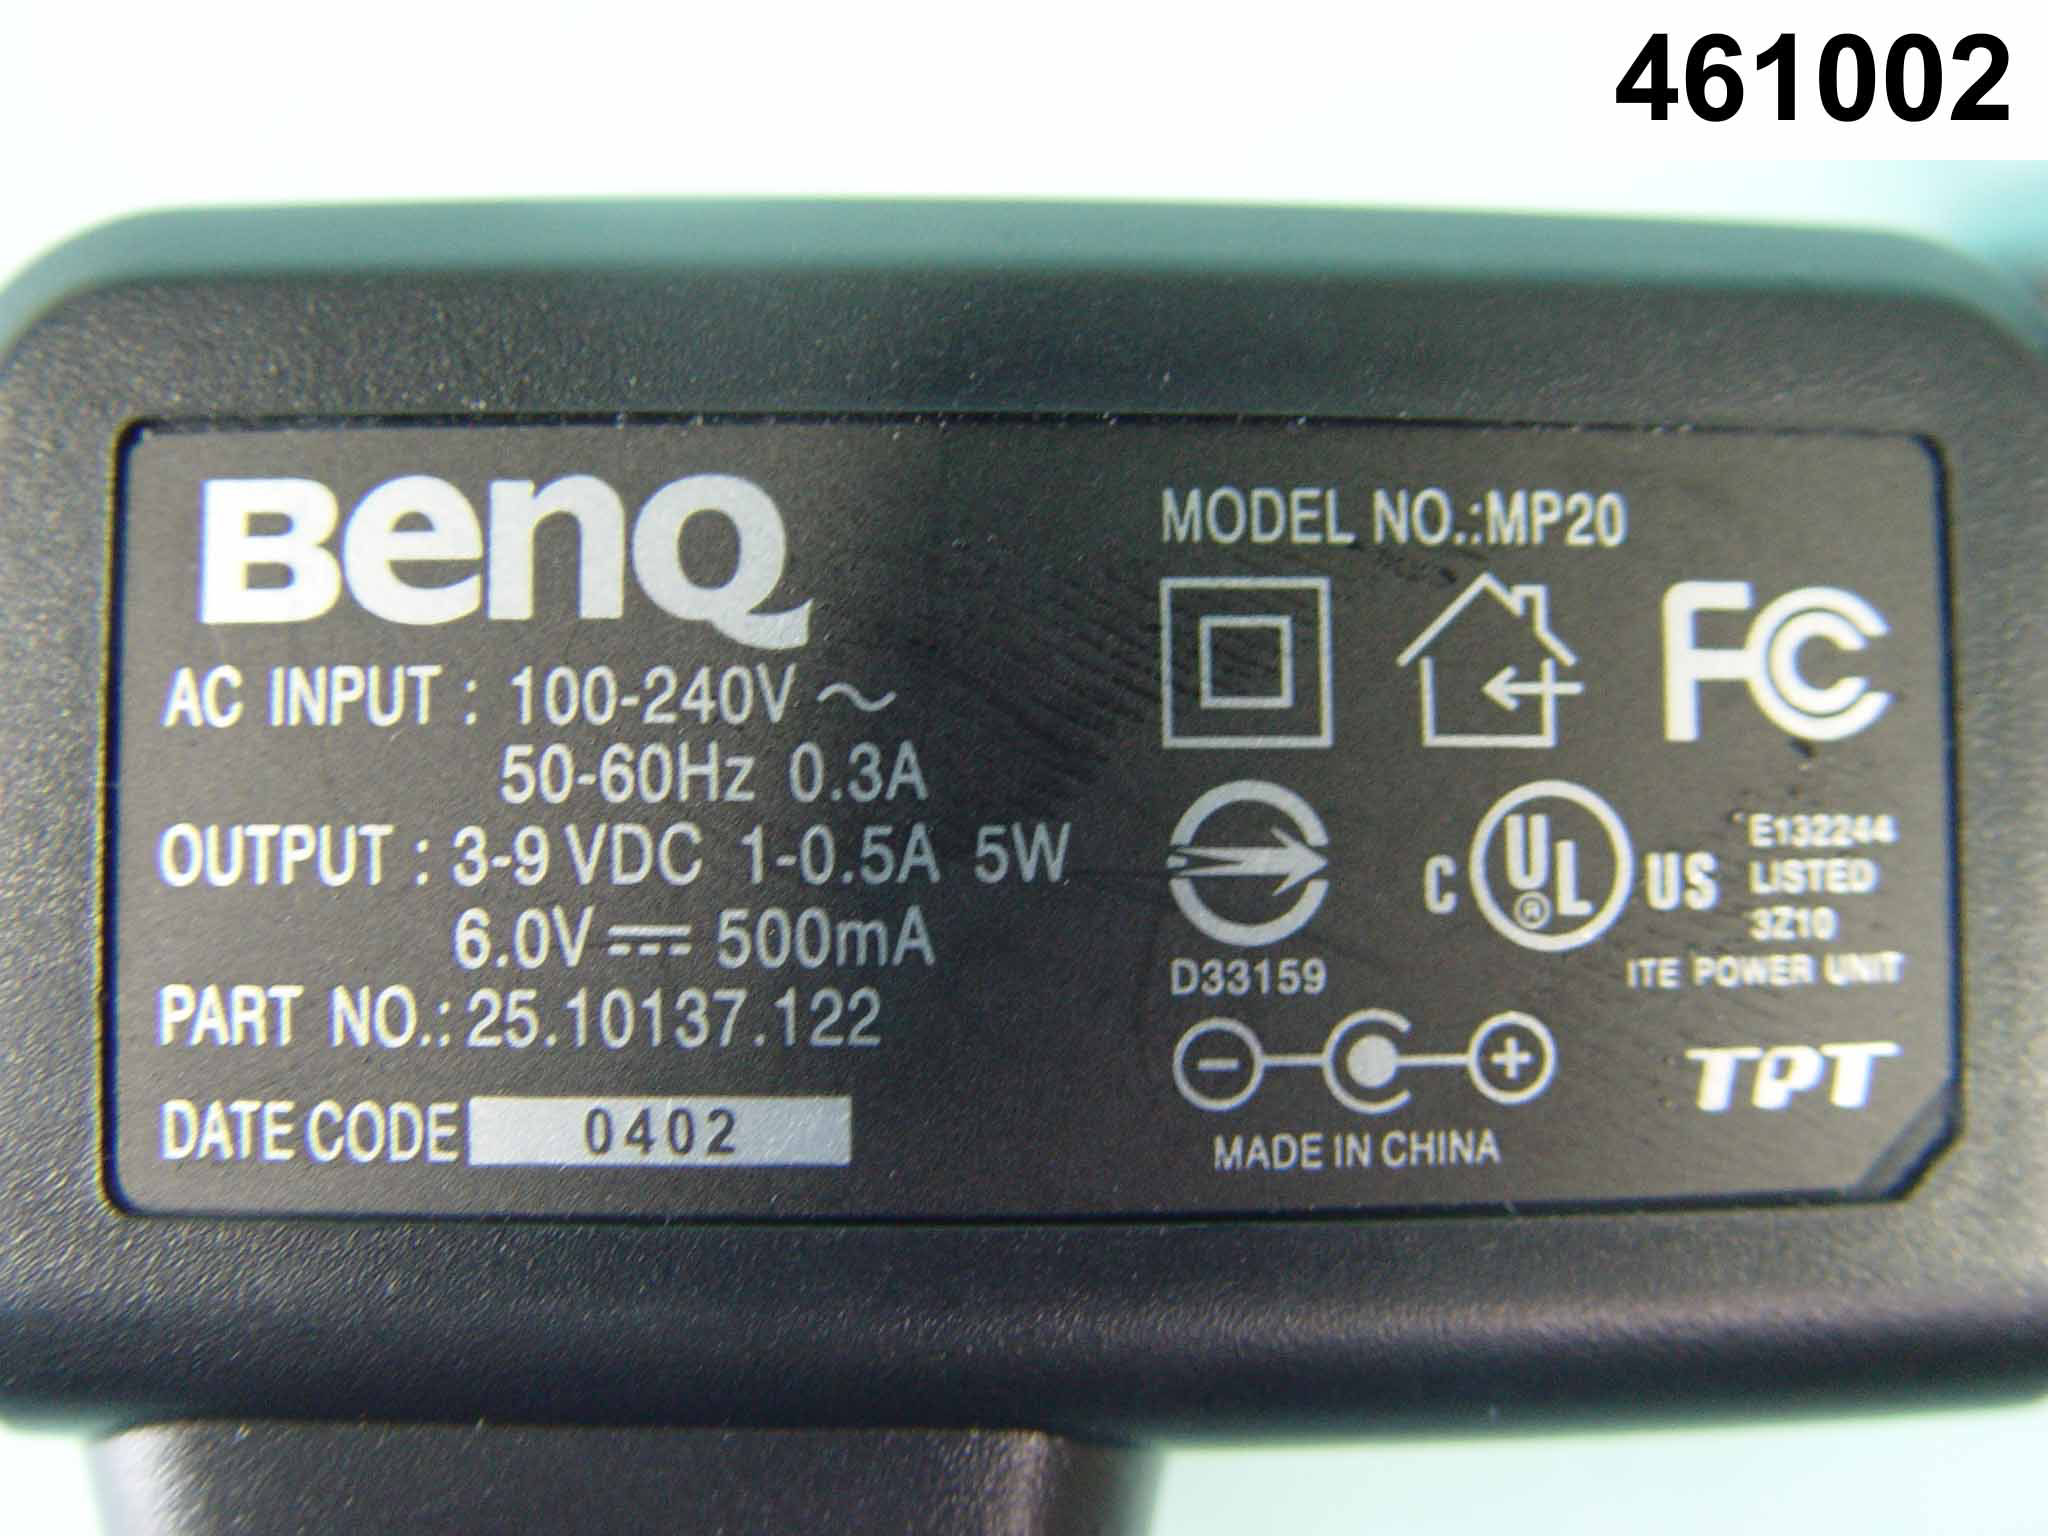 461002
BenQ
AC INPUT : 100-240V ~
50-60Hz 0.3A
OUTPUT : 3-9 VDC 1-0.5A 5W
6.0V ⎓ 500mA
PART NO.: 25.10137.122
DATE CODE 0402
MODEL NO.:MP20
FC
D33159
C UL® US
E132244
LISTED
3Z10
ITE POWER UNIT
− +
TPT
MADE IN CHINA